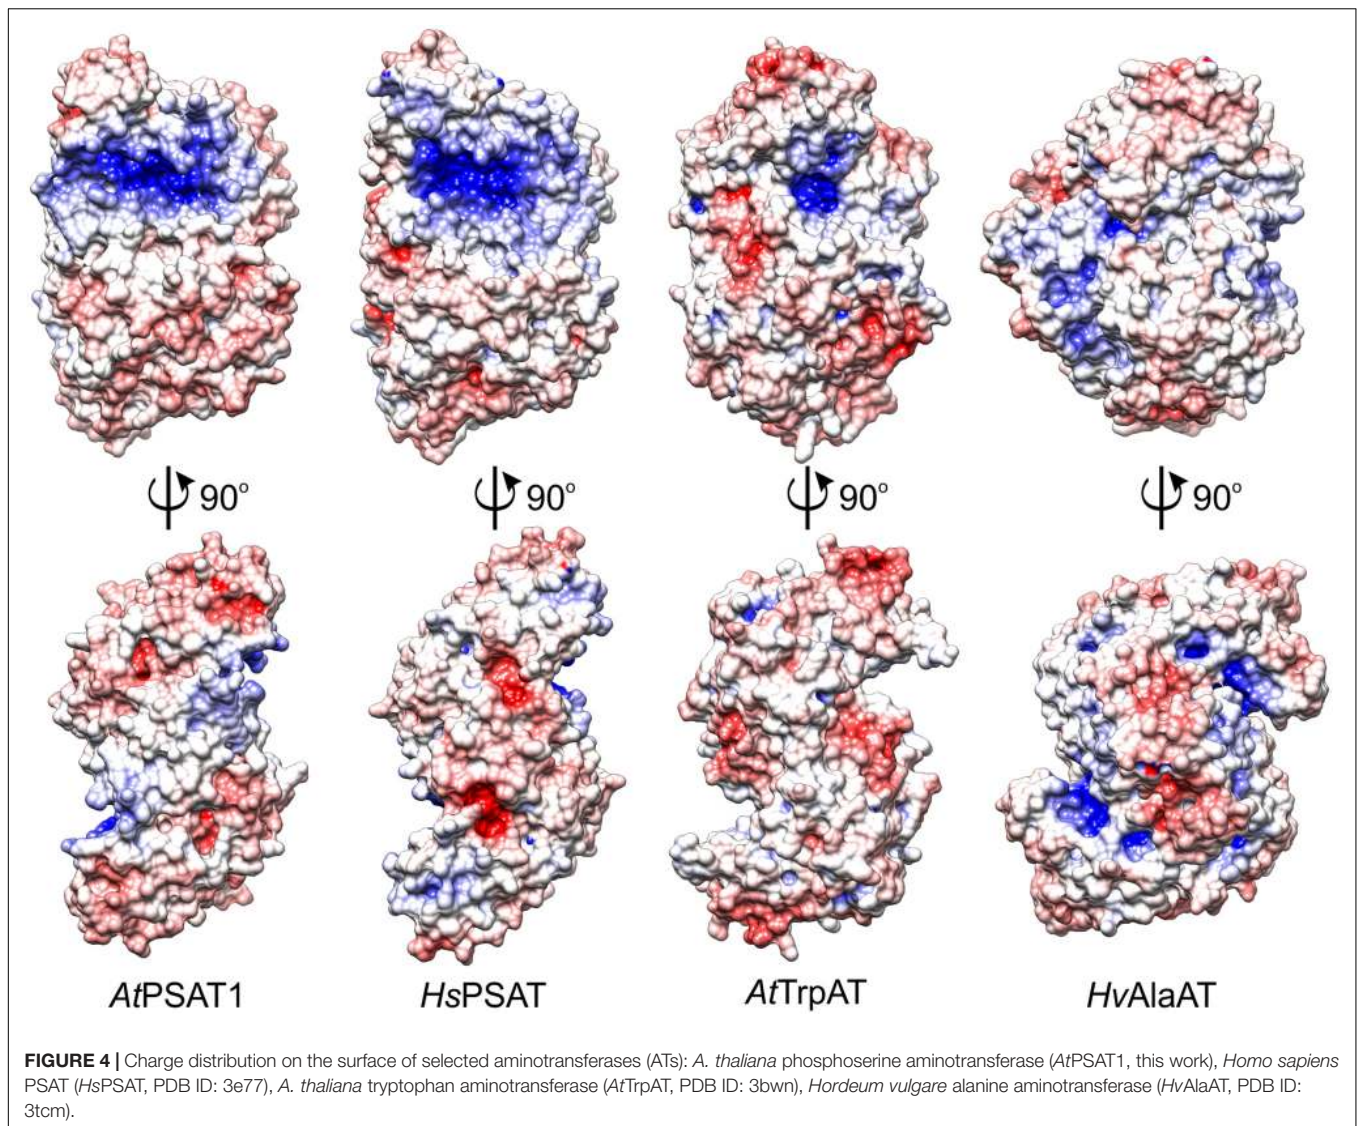 90°
90°
90°
90°
AtPSAT1
HsPSAT
AtTrpAT
HvAlaAT
FIGURE 4 | Charge distribution on the surface of selected aminotransferases (ATs): A. thaliana phosphoserine aminotransferase (AtPSAT1, this work), Homo sapiens
PSAT (HsPSAT, PDB ID: 3e77), A. thaliana tryptophan aminotransferase (AtTrpAT, PDB ID: 3bwn), Hordeum vulgare alanine aminotransferase (HvAlaAT, PDB ID:
3tcm).